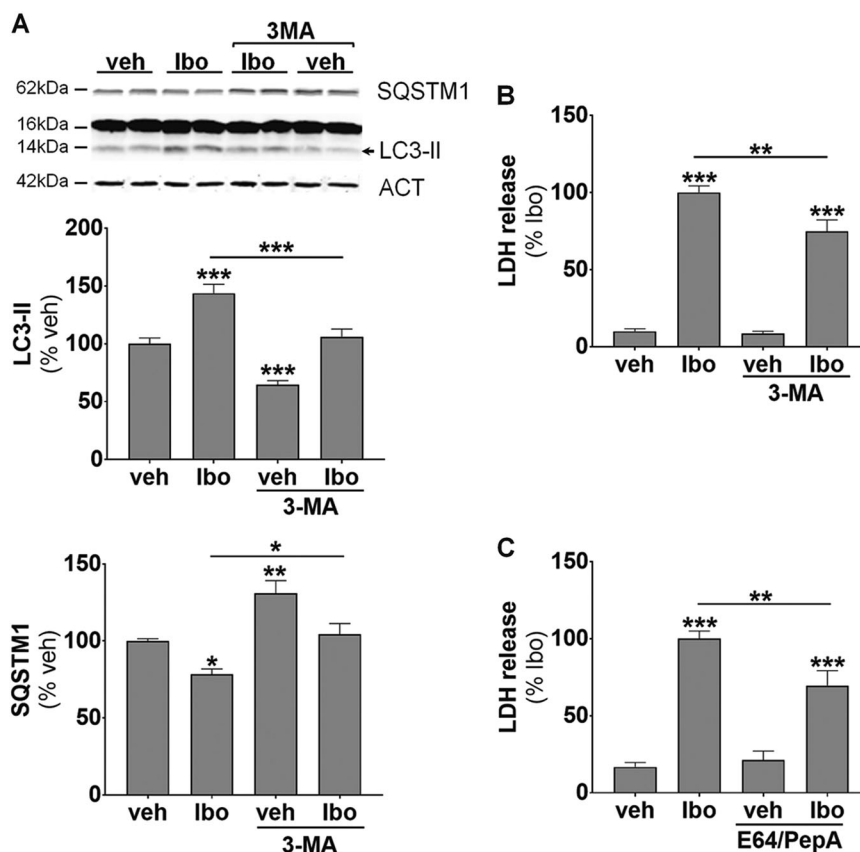 A
3MA
veh Ibo Ibo veh
62kDa SQSTM1
16kDa
14kDa LC3-II
42kDa ACT
200
150
100
50
0
LC3-II
(% veh)
***
***
***
veh Ibo veh Ibo
3-MA
150
100
50
0
SQSTM1
(% veh)
*
*
**
veh Ibo veh Ibo
3-MA
B
150
100
50
0
LDH release
(% Ibo)
**
***
***
veh Ibo veh Ibo
3-MA
C
150
100
50
0
LDH release
(% Ibo)
**
***
***
veh Ibo veh Ibo
E64/PepA